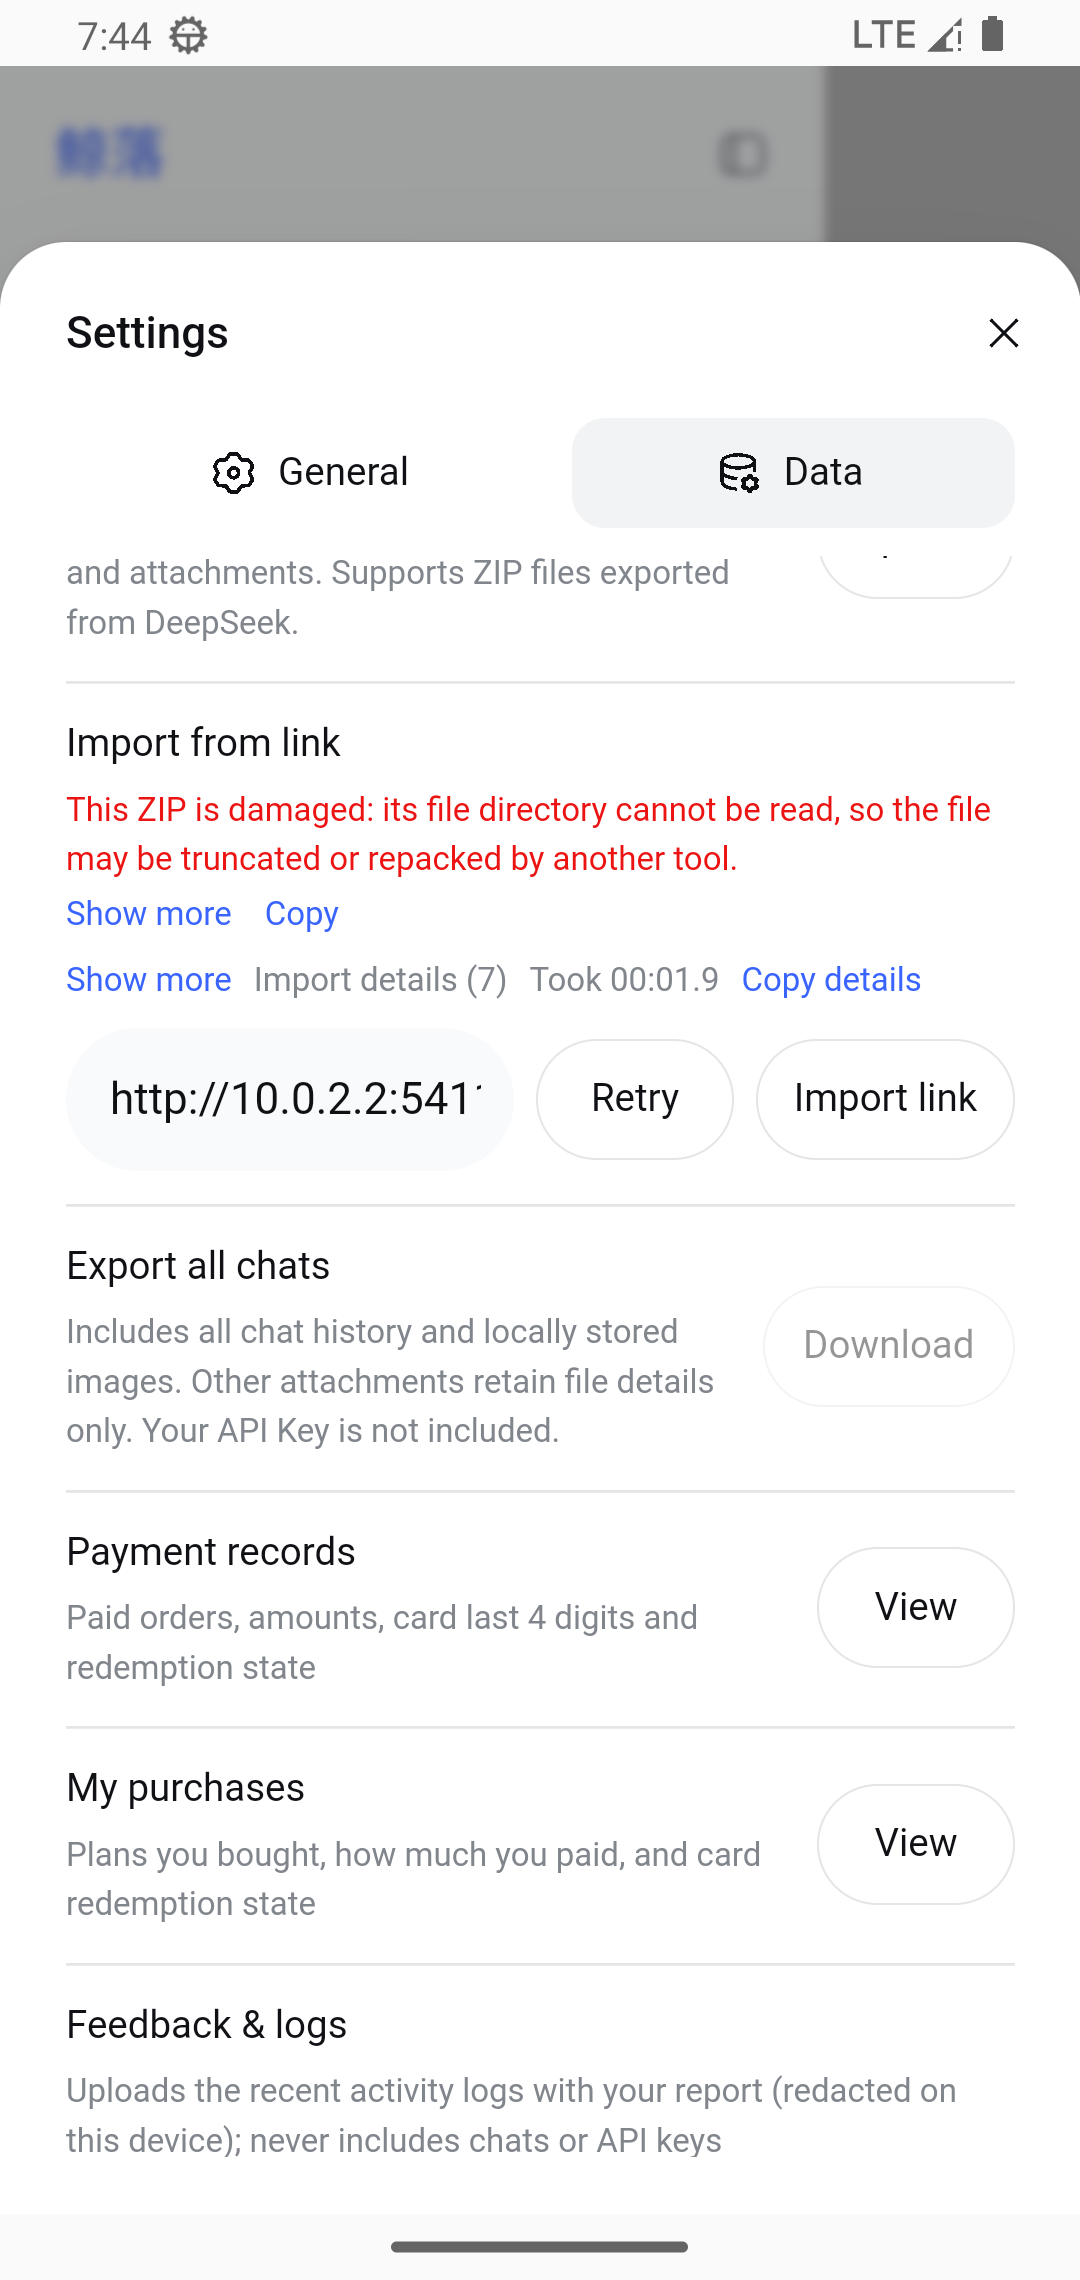 7:44
LTE
鲸落
Settings
General
Data
and attachments. Supports ZIP files exported
from DeepSeek.
Import from link
This ZIP is damaged: its file directory cannot be read, so the file
may be truncated or repacked by another tool.
Show more Copy
Show more Import details (7) Took 00:01.9 Copy details
http://10.0.2.2:541
Retry
Import link
Export all chats
Includes all chat history and locally stored
images. Other attachments retain file details
only. Your API Key is not included.
Download
Payment records
Paid orders, amounts, card last 4 digits and
redemption state
View
My purchases
Plans you bought, how much you paid, and card
redemption state
View
Feedback & logs
Uploads the recent activity logs with your report (redacted on
this device); never includes chats or API keys